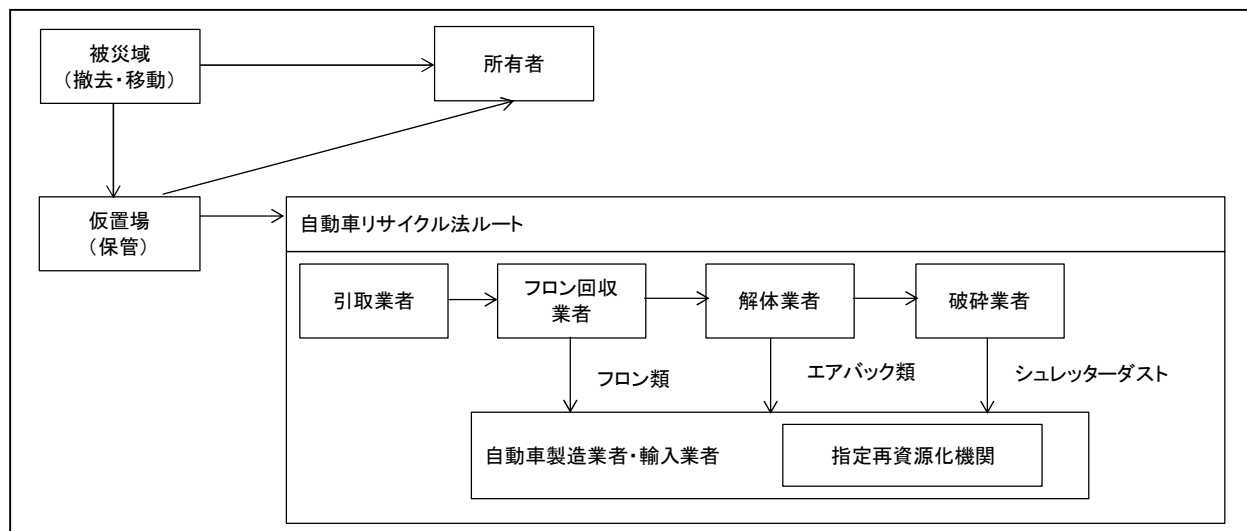 被災域
（撤去・移動）
所有者
仮置場
（保管）
自動車リサイクル法ルート
引取業者
フロン回収
業者
解体業者
破砕業者
フロン類
エアバック類
シュレッターダスト
自動車製造業者・輸入業者
指定再資源化機関